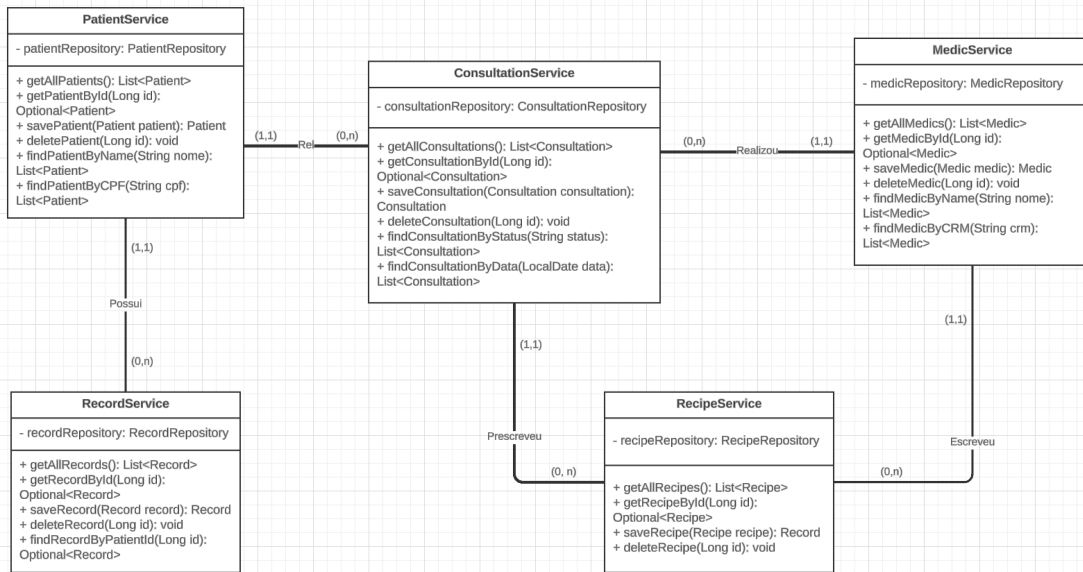 PatientService
- patientRepository: PatientRepository
+ getAllPatients(): List<Patient>
+ getPatientById(Long id):
Optional<Patient>
+ savePatient(Patient patient): Patient
+ deletePatient(Long id): void
+ findPatientByName(String nome):
List<Patient>
+ findPatientByCPF(String cpf):
List<Patient>
(1,1)
Rel
(0,n)
ConsultationService
- consultationRepository: ConsultationRepository
+ getAllConsultations(): List<Consultation>
+ getConsultationById(Long id):
Optional<Consultation>
+ saveConsultation(Consultation consultation):
Consultation
+ deleteConsultation(Long id): void
+ findConsultationByStatus(String status):
List<Consultation>
+ findConsultationByData(LocalDate data):
List<Consultation>
(0,n)
Realizou
(1,1)
MedicService
- medicRepository: MedicRepository
+ getAllMedics(): List<Medic>
+ getMedicById(Long id):
Optional<Medic>
+ saveMedic(Medic medic): Medic
+ deleteMedic(Long id): void
+ findMedicByName(String nome):
List<Medic>
+ findMedicByCRM(String crm):
List<Medic>
(1,1)
Possui
(0,n)
RecordService
- recordRepository: RecordRepository
+ getAllRecords(): List<Record>
+ getRecordById(Long id):
Optional<Record>
+ saveRecord(Record record): Record
+ deleteRecord(Long id): void
+ findRecordByPatientId(Long id):
Optional<Record>
(1,1)
Prescreveu
(0, n)
RecipeService
- recipeRepository: RecipeRepository
+ getAllRecipes(): List<Recipe>
+ getRecipeById(Long id):
Optional<Recipe>
+ saveRecipe(Recipe recipe): Record
+ deleteRecipe(Long id): void
(1,1)
Escreveu
(0,n)